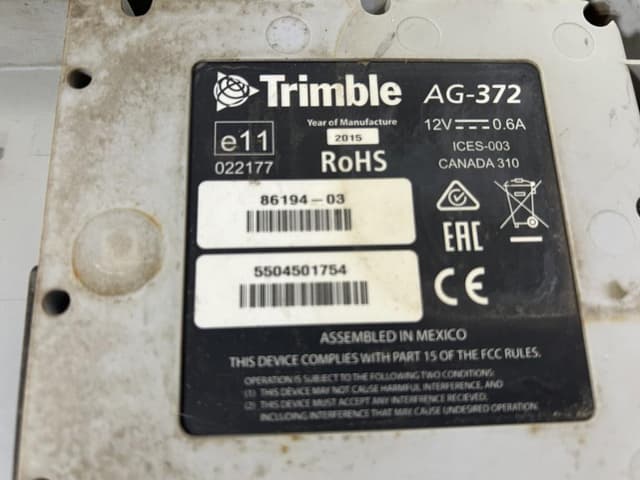 Trimble AG-372
Year of Manufacture
2015
12V 0.6A
e11
022177
RoHS
ICES-003
CANADA 310
86194-03
5504501754
EAC
CE
ASSEMBLED IN MEXICO
THIS DEVICE COMPLIES WITH PART 15 OF THE FCC RULES.
OPERATION IS SUBJECT TO THE FOLLOWING TWO CONDITIONS:
(1) THIS DEVICE MAY NOT CAUSE HARMFUL INTERFERENCE, AND
(2) THIS DEVICE MUST ACCEPT ANY INTERFERENCE RECEIVED,
INCLUDING INTERFERENCE THAT MAY CAUSE UNDESIRED OPERATION.